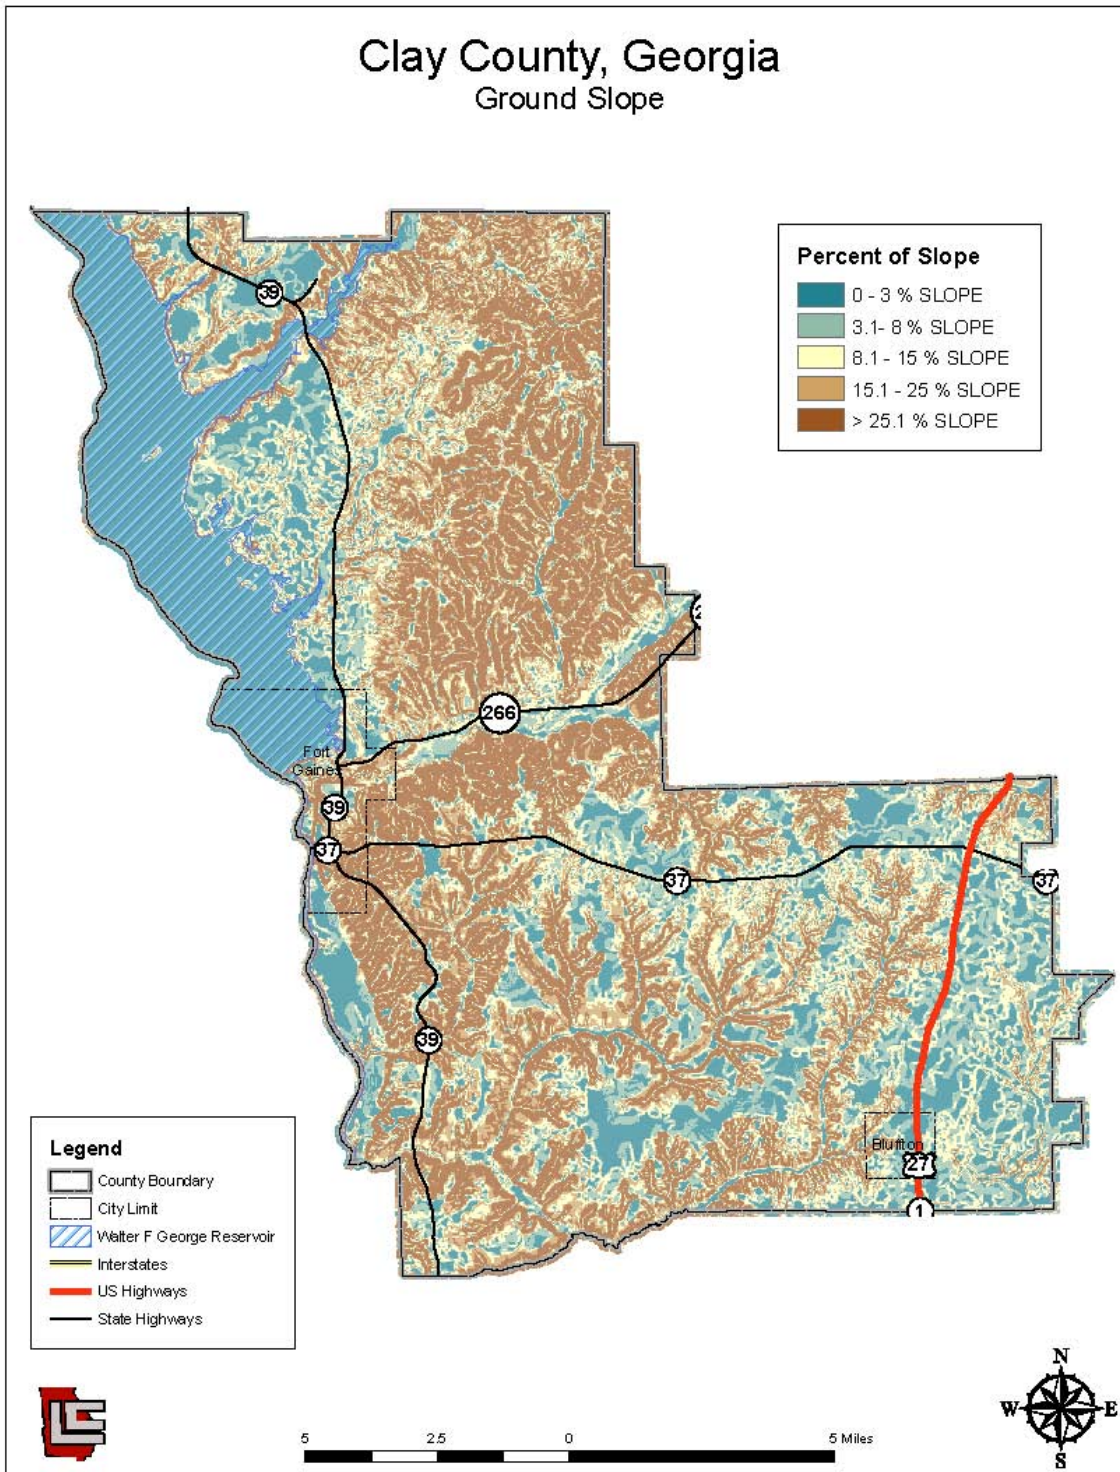 Clay County, Georgia
Ground Slope
Percent of Slope
0 - 3 % SLOPE
3.1- 8 % SLOPE
8.1 - 15 % SLOPE
15.1 - 25 % SLOPE
> 25.1 % SLOPE
39
266
Fort
Gaines
39
37
37
37
39
Bluffton
27
1
Legend
County Boundary
City Limit
Walter F George Reservoir
Interstates
US Highways
State Highways
N
W
E
S
5
2.5
0
5 Miles